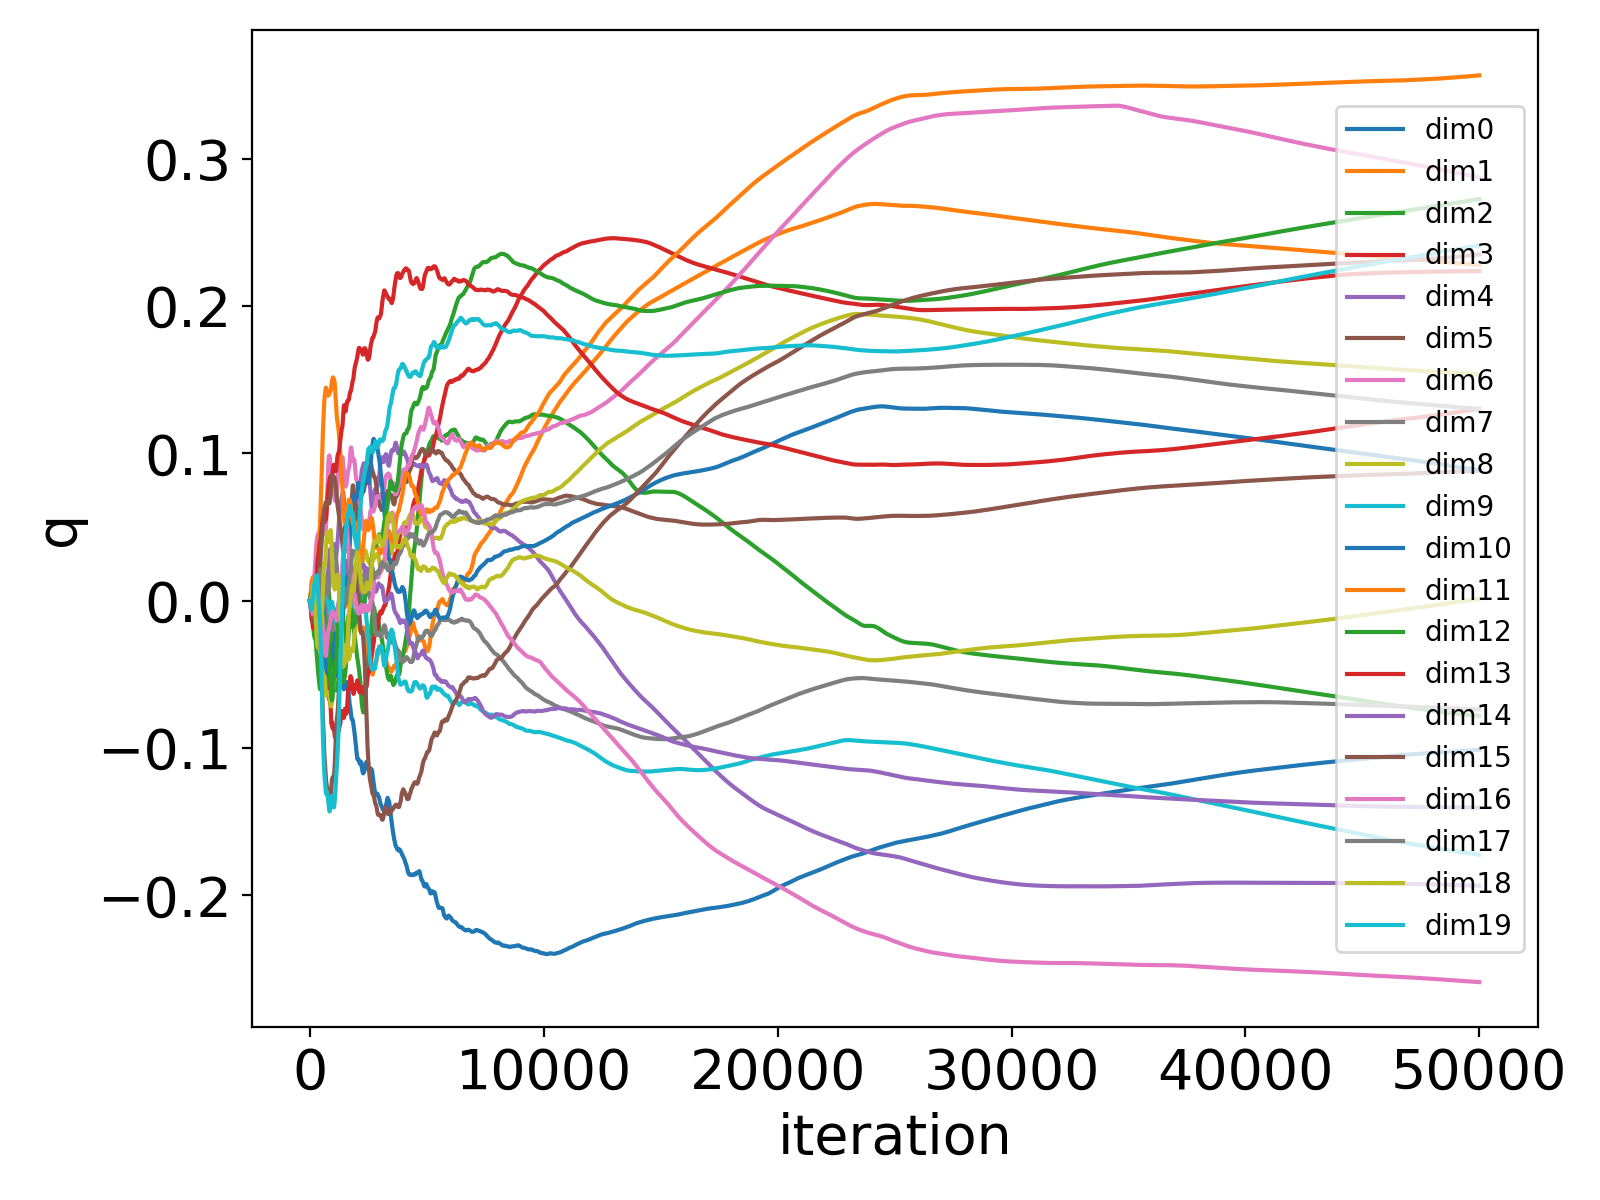 q
0.3
0.2
0.1
0.0
−0.1
−0.2
0 10000 20000 30000 40000 50000
iteration
dim0
dim1
dim2
dim3
dim4
dim5
dim6
dim7
dim8
dim9
dim10
dim11
dim12
dim13
dim14
dim15
dim16
dim17
dim18
dim19